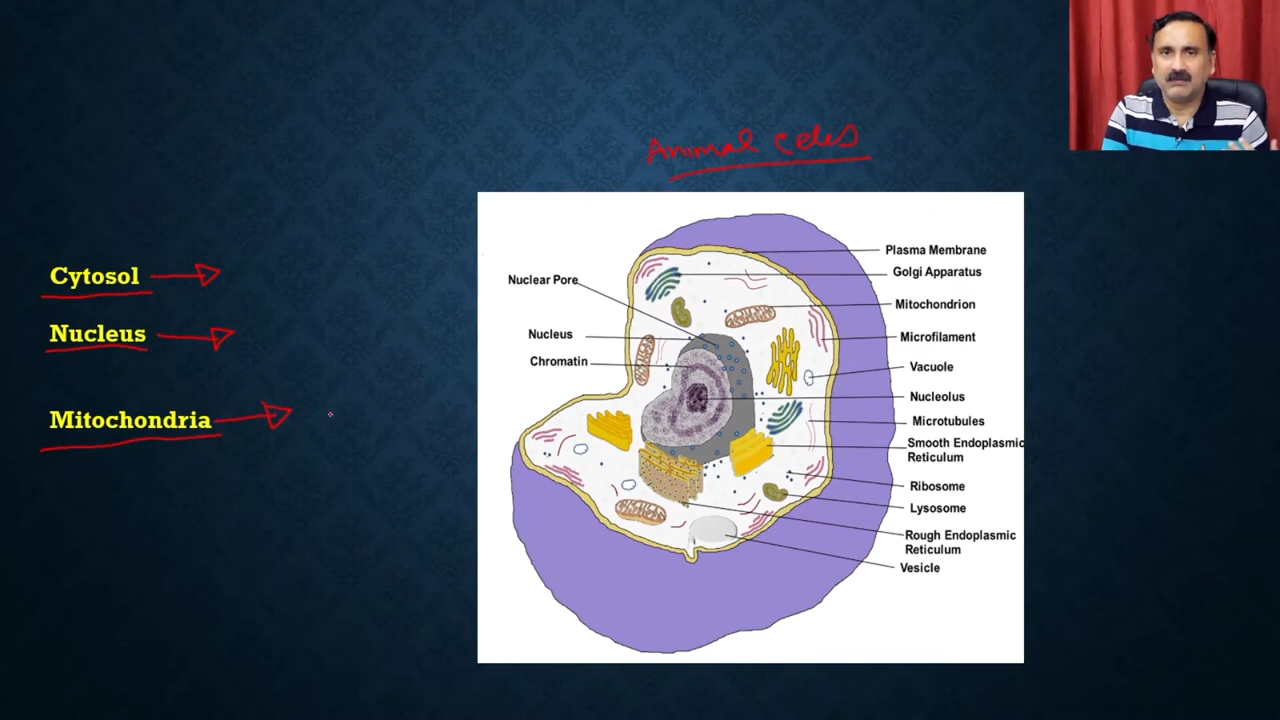 Animal cells
Cytosol
Nucleus
Mitochondria
Nuclear Pore
Nucleus
Chromatin
Plasma Membrane
Golgi Apparatus
Mitochondrion
Microfilament
Vacuole
Nucleolus
Microtubules
Smooth Endoplasmic
Reticulum
Ribosome
Lysosome
Rough Endoplasmic
Reticulum
Vesicle